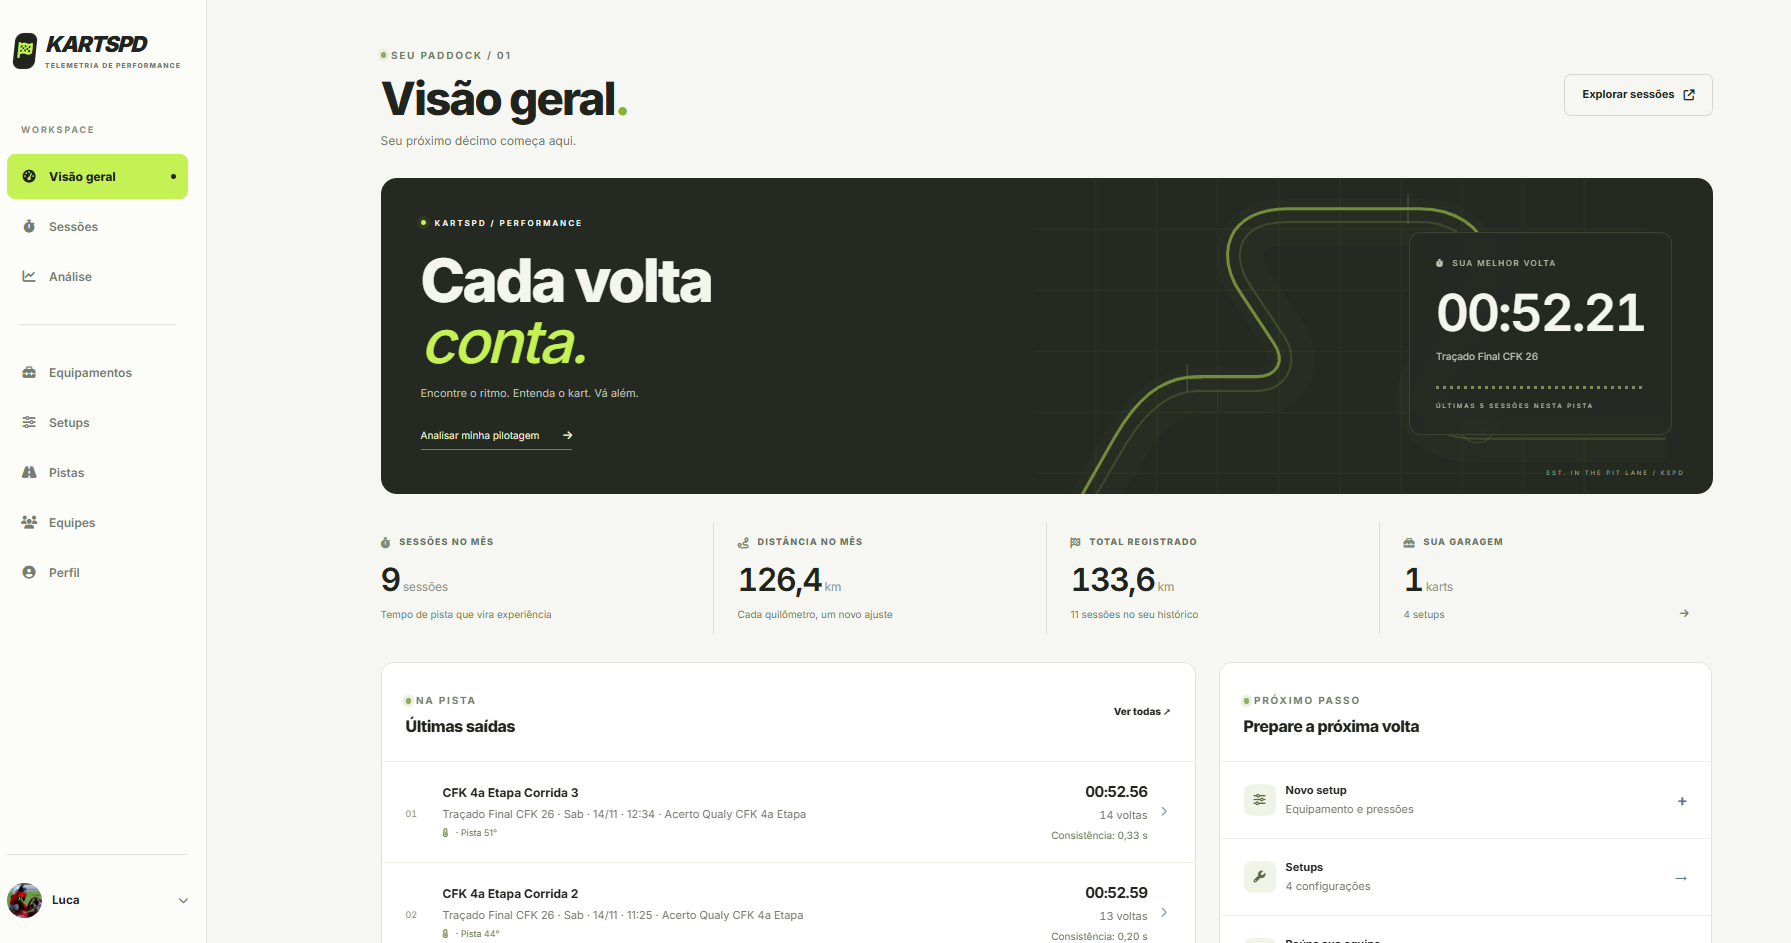 KARTSPD
TELEMETRIA DE PERFORMANCE
WORKSPACE
Visão geral
Sessões
Análise
Equipamentos
Setups
Pistas
Equipes
Perfil
Luca
SEU PADDOCK / 01
Visão geral.
Seu próximo décimo começa aqui.
Explorar sessões
KARTSPD / PERFORMANCE
Cada volta
conta.
Encontre o ritmo. Entenda o kart. Vá além.
Analisar minha pilotagem →
SUA MELHOR VOLTA
00:52.21
Traçado Final CFK 26
ÚLTIMAS 5 SESSÕES NESTA PISTA
EST. IN THE PIT LANE / KSPD
SESSÕES NO MÊS
9 sessões
Tempo de pista que vira experiência
DISTÂNCIA NO MÊS
126,4 km
Cada quilômetro, um novo ajuste
TOTAL REGISTRADO
133,6 km
11 sessões no seu histórico
SUA GARAGEM
1 karts
4 setups →
NA PISTA
Últimas saídas
Ver todas ↗
01
CFK 4a Etapa Corrida 3
Traçado Final CFK 26 · Sab · 14/11 · 12:34 · Acerto Qualy CFK 4a Etapa
· Pista 51°
00:52.56
14 voltas
Consistência: 0,33 s
02
CFK 4a Etapa Corrida 2
Traçado Final CFK 26 · Sab · 14/11 · 11:25 · Acerto Qualy CFK 4a Etapa
· Pista 44°
00:52.59
13 voltas
Consistência: 0,20 s
PRÓXIMO PASSO
Prepare a próxima volta
Novo setup
Equipamento e pressões
+
Setups
4 configurações
→